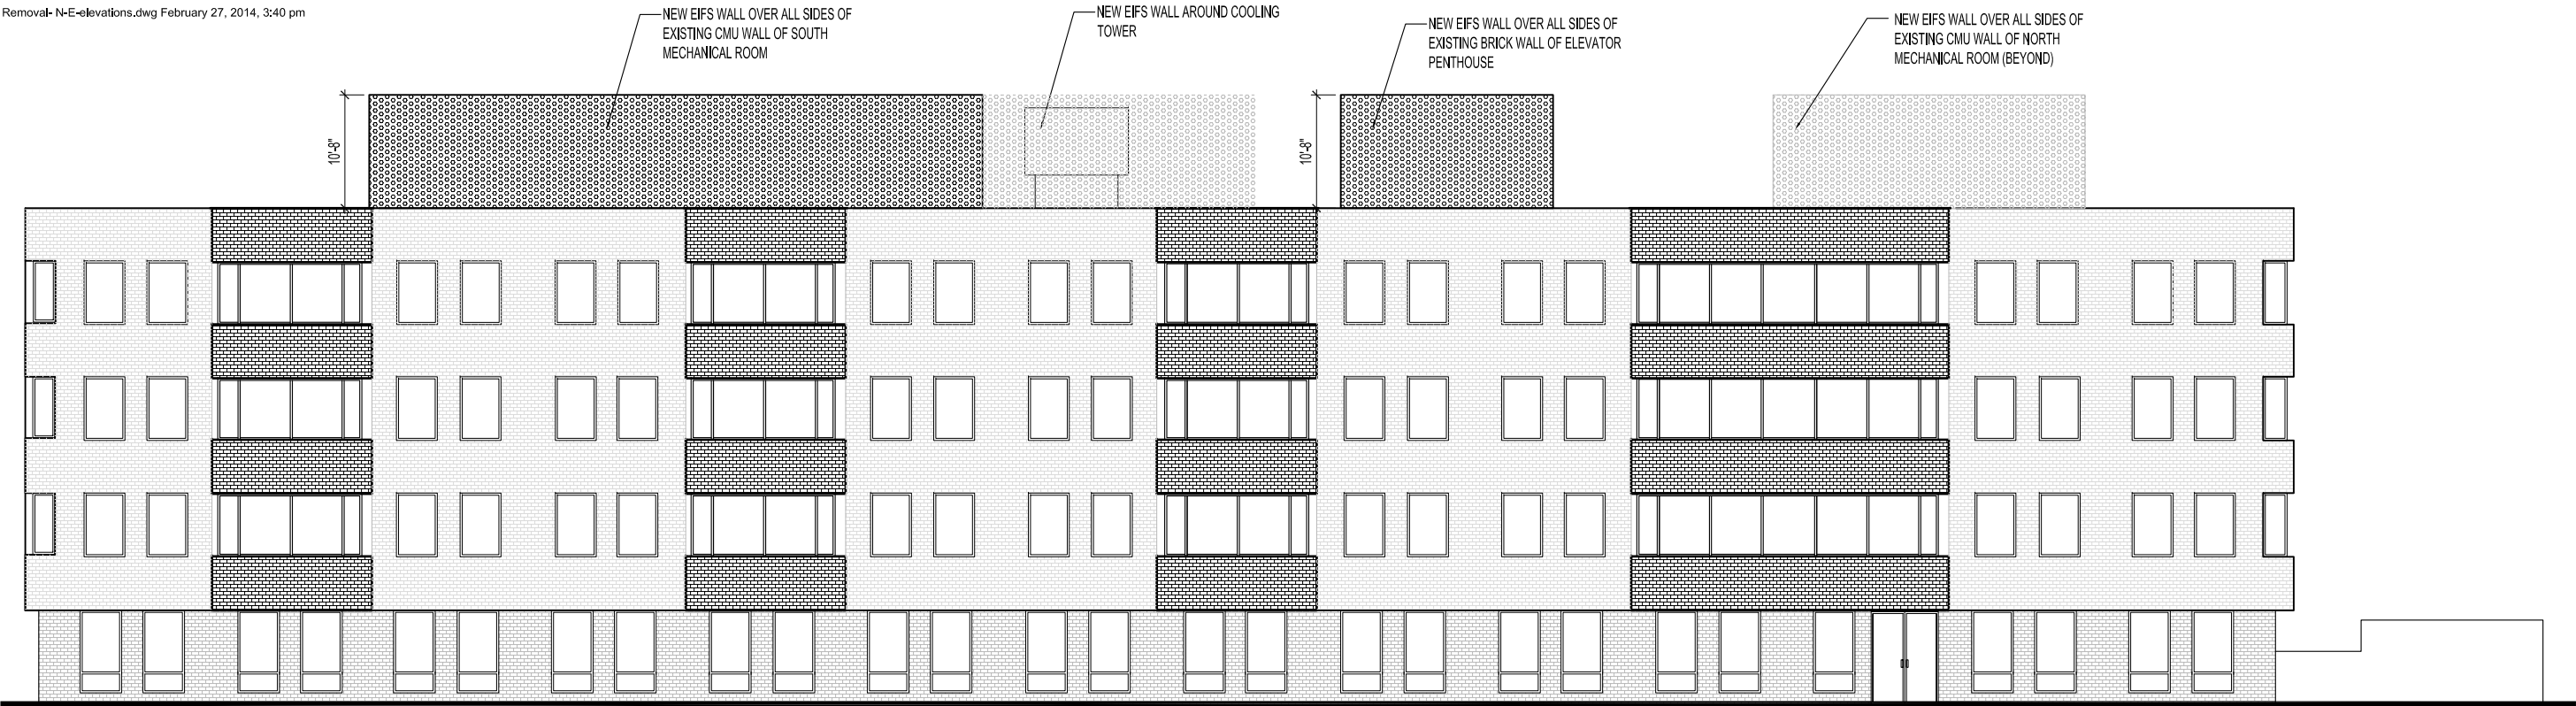 Removal- N-E-elevations.dwg February 27, 2014, 3:40 pm
NEW EIFS WALL OVER ALL SIDES OF
EXISTING CMU WALL OF SOUTH
MECHANICAL ROOM
NEW EIFS WALL AROUND COOLING
TOWER
NEW EIFS WALL OVER ALL SIDES OF
EXISTING BRICK WALL OF ELEVATOR
PENTHOUSE
NEW EIFS WALL OVER ALL SIDES OF
EXISTING CMU WALL OF NORTH
MECHANICAL ROOM (BEYOND)
10'-8"
10'-8"